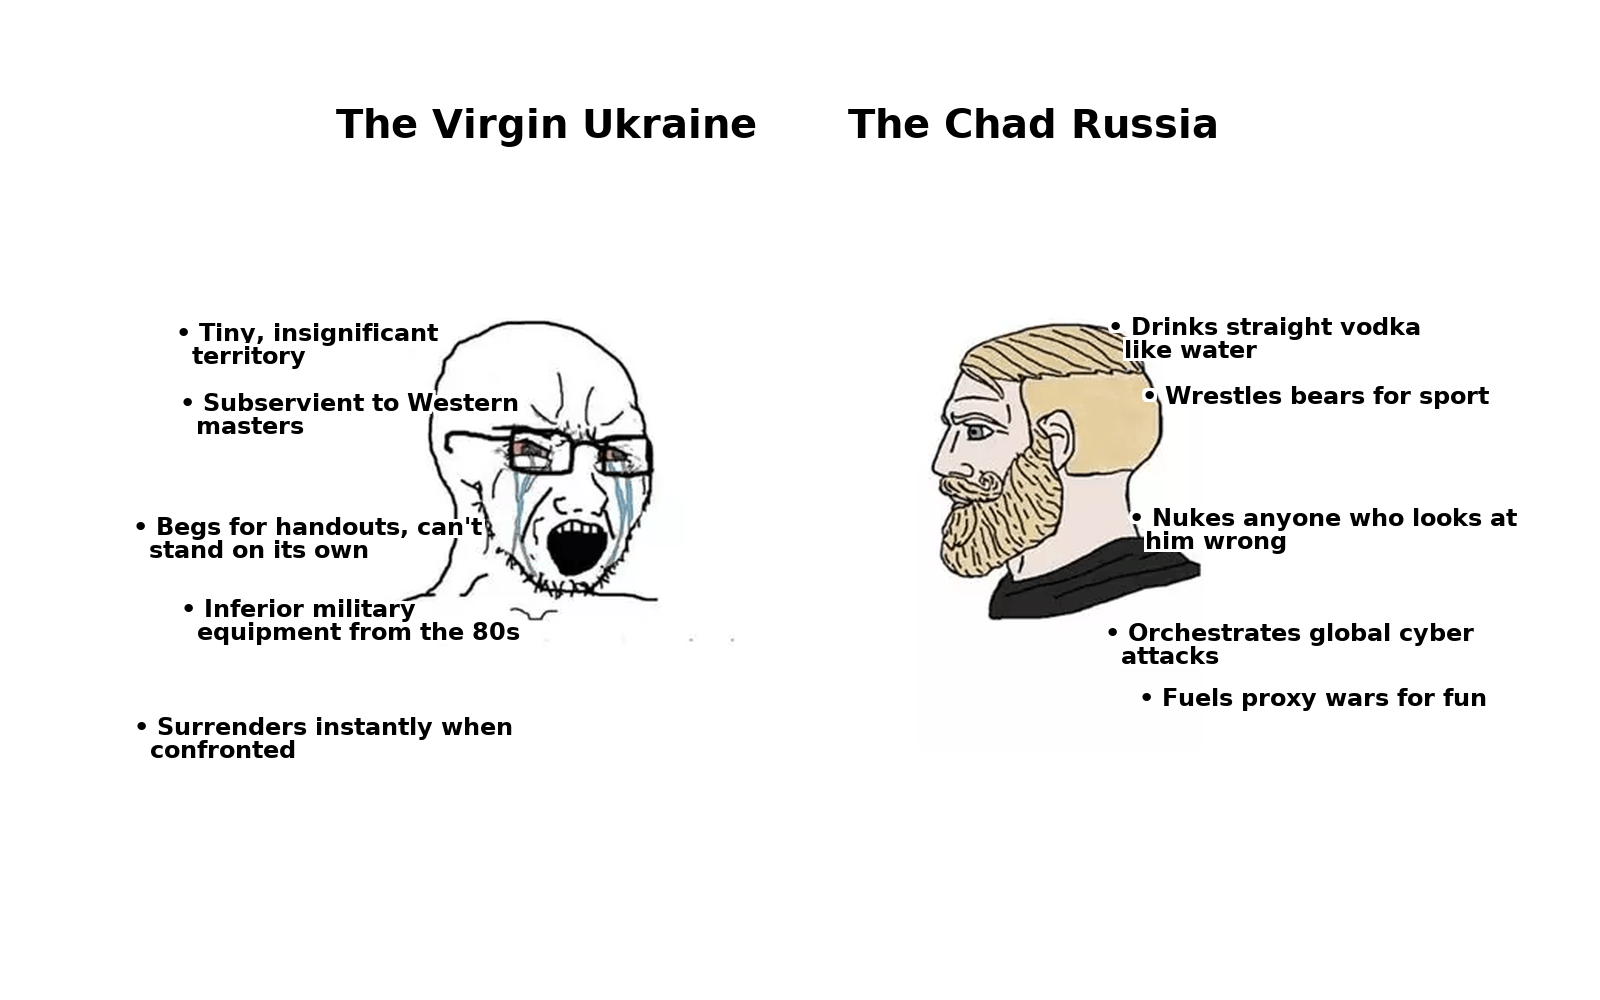 The Virgin Ukraine
The Chad Russia
• Tiny, insignificant
territory
• Subservient to Western
masters
• Begs for handouts, can't
stand on its own
• Inferior military
equipment from the 80s
• Surrenders instantly when
confronted
• Drinks straight vodka
like water
• Wrestles bears for sport
• Nukes anyone who looks at
him wrong
• Orchestrates global cyber
attacks
• Fuels proxy wars for fun